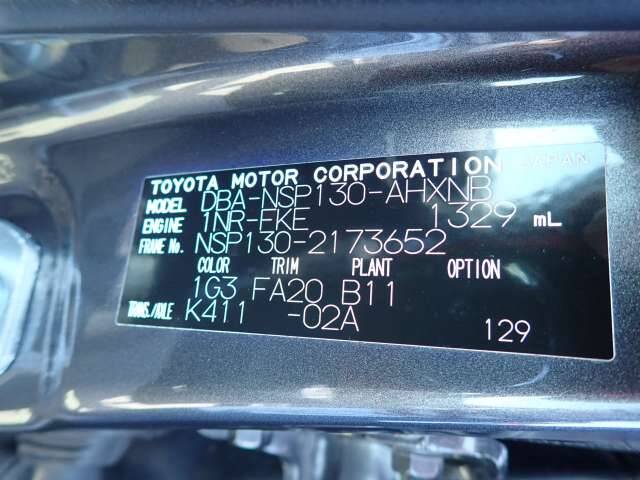 TOYOTA MOTOR CORPORATION JAPAN
MODEL DBA-NSP130-AHXNB
ENGINE 1NR-FKE 1329 mL
FRAME No. NSP130-2173652
COLOR TRIM PLANT OPTION
1G3 FA20 B11
TRANS./AXLE K411 -02A 129